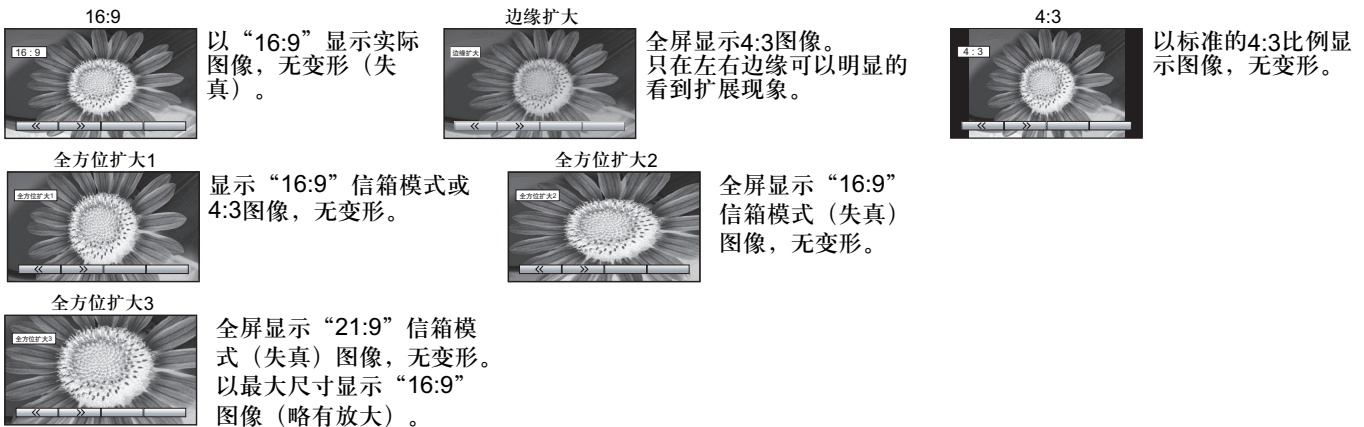 16:9
16 : 9
以“16:9”显示实际
图像，无变形（失
真）。
边缘扩大
边缘扩大
全屏显示4:3图像。
只在左右边缘可以明显的
看到扩展现象。
4:3
4 : 3
以标准的4:3比例显
示图像，无变形。
全方位扩大1
全方位扩大1
显示“16:9”信箱模式或
4:3图像，无变形。
全方位扩大2
全方位扩大2
全屏显示“16:9”
信箱模式（失真）
图像，无变形。
全方位扩大3
全方位扩大3
全屏显示“21:9”信箱模
式（失真）图像，无变形。
以最大尺寸显示“16:9”
图像（略有放大）。